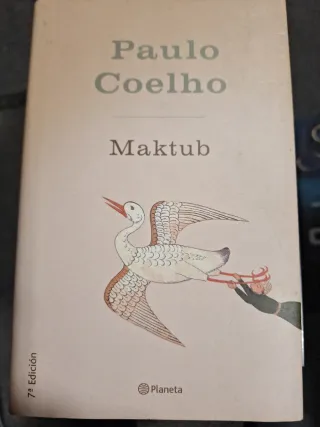 Paulo
Coelho
Maktub
7ª Edición
Planeta